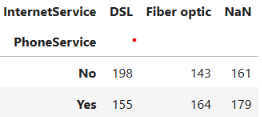 InternetService DSL Fiber optic NaN
PhoneService
No 198 143 161
Yes 155 164 179